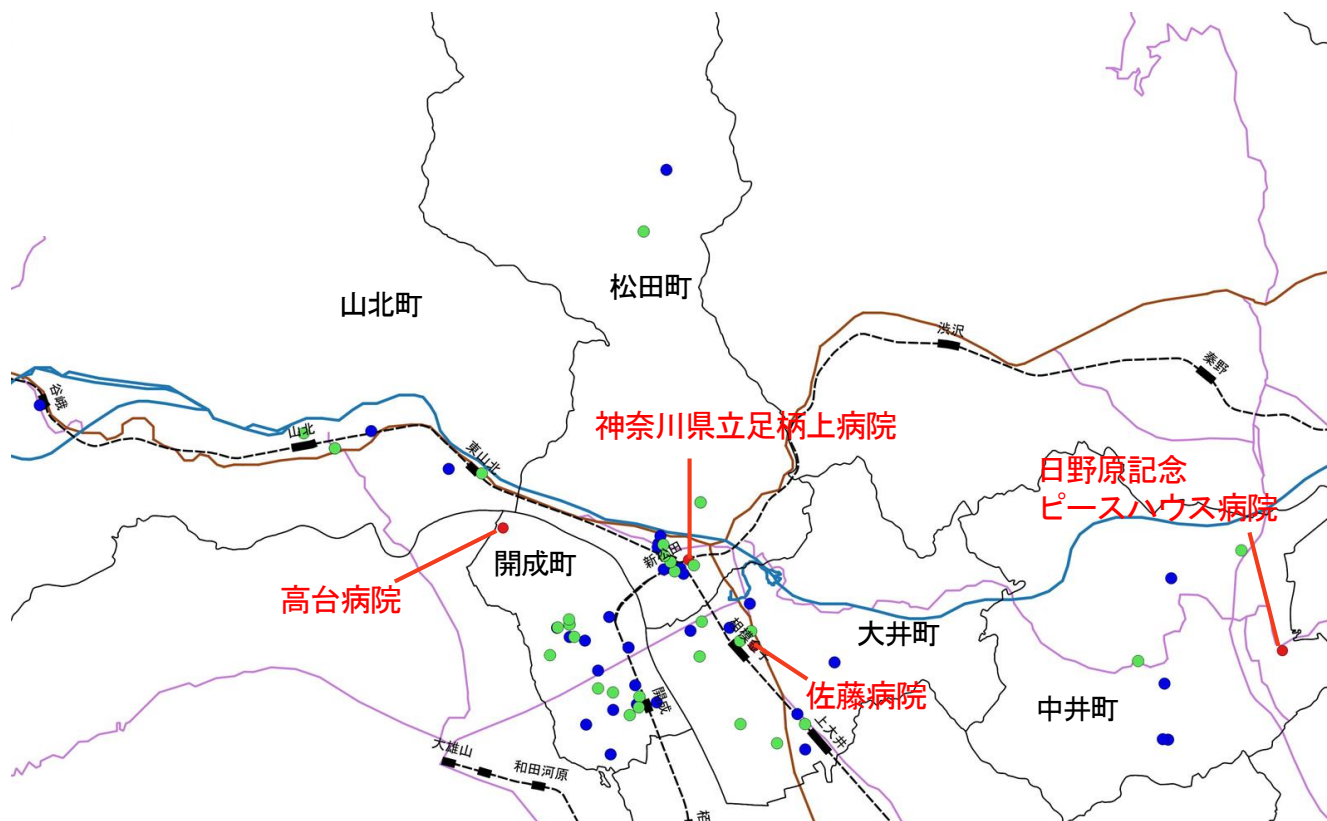 松田町
山北町
渋沢
秦野
谷峨
神奈川県立足柄上病院
山北
東山北
日野原記念
ピースハウス病院
新松田
開成町
高台病院
大井町
佐藤病院
開成
中井町
上大井
大雄山
和田河原